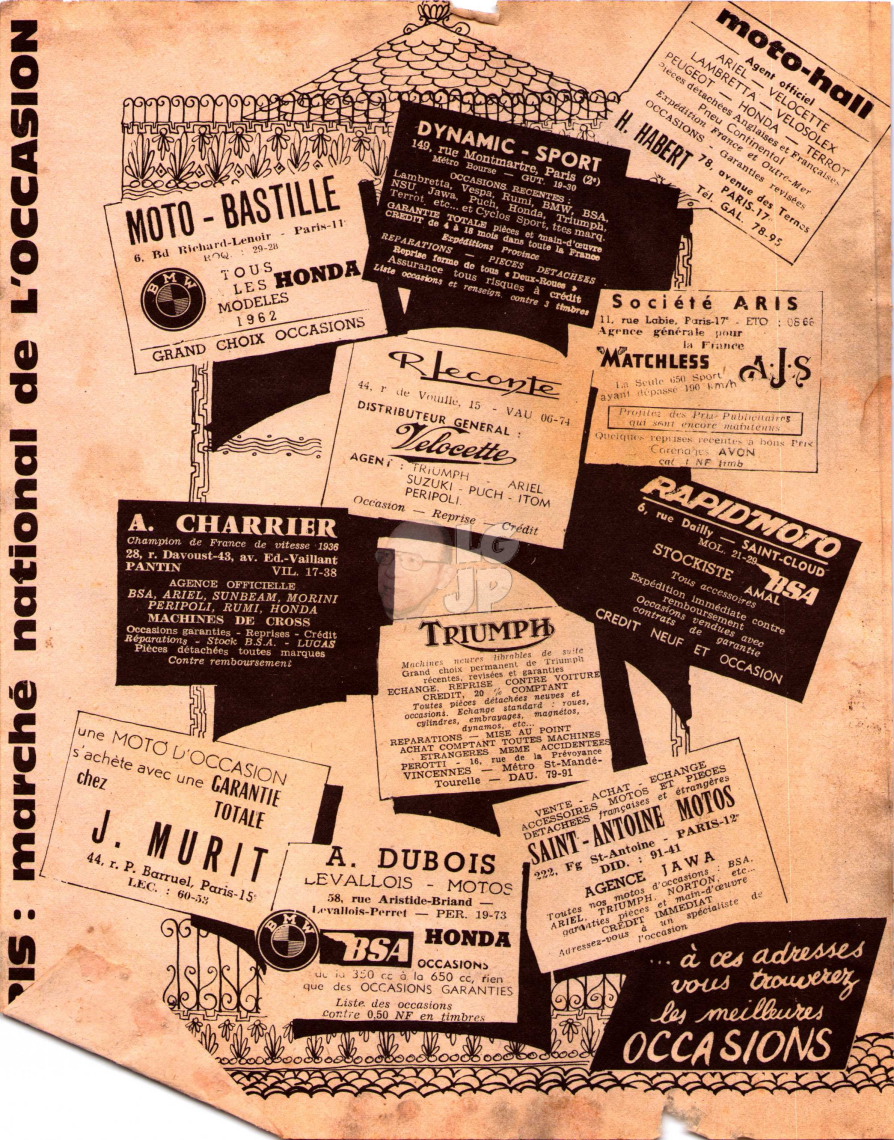 IS : marché national de L'OCCASION
moto-hall
Agent officiel
ARIEL — VELOCETTE
LAMBRETTA — VELOSOLEX
PEUGEOT — HONDA — TERROT
Pièces détachées Anglaises et Françaises
Pneu Continental
Expédition France et Outre-Mer
OCCASIONS - Garanties revisées
H. HABERT 78, avenue des Ternes
PARIS-17e
Tél. GAL. 78-95
DYNAMIC - SPORT
149, rue Montmartre, Paris (2e)
Métro Bourse — GUT. 19-30
OCCASIONS RECENTES :
Lambretta, Vespa, Rumi, BMW, BSA,
NSU, Jawa, Puch, Honda, Triumph,
Terrot, etc... et Cyclos Sport, ttes marq.
GARANTIE TOTALE pièces et main-d'œuvre
CREDIT de 4 à 18 mois dans toute la France
Expéditions Province
REPARATIONS — PIECES DETACHEES
Reprise ferme de tous « Deux-Roues »
Assurance tous risques à crédit
Liste occasions et renseign. contre 3 timbres
MOTO - BASTILLE
6, Bd Richard-Lenoir - Paris-11e
ROQ. : 29-28
BMW
TOUS
LES HONDA
MODELES
1962
GRAND CHOIX OCCASIONS
Société ARIS
11, rue Labie, Paris-17e - ETO : 08 66
Agence générale pour
la France
MATCHLESS AJS
La Seule 650 Sport
ayant dépassé 190 km/h
Profitez des Prix Publicitaires
qui sont encore maintenus
Quelques reprises récentes à bons Prix
Carénages AVON
1 NF timb
R. Leconte
44, r de Vouillé, 15 - VAU 06-74
DISTRIBUTEUR GENERAL :
Velocette
AGENT : TRIUMPH - ARIEL
SUZUKI - PUCH - ITOM
PERIPOLI.
Occasion - Reprise - Crédit
RAPID'MOTO
6, rue Dailly — SAINT-CLOUD
MOL. 21-29
STOCKISTE BSA
AMAL
Tous accessoires
Expédition immédiate contre
remboursement
Occasions vendues avec
contrats de garantie
CREDIT NEUF ET OCCASION
A. CHARRIER
Champion de France de vitesse 1936
28, r. Davoust-43, av. Ed.-Vaillant
PANTIN VIL. 17-38
AGENCE OFFICIELLE
BSA, ARIEL, SUNBEAM, MORINI
PERIPOLI, RUMI, HONDA
MACHINES DE CROSS
Occasions garanties - Reprises - Crédit
Réparations - Stock B.S.A. - LUCAS
Pièces détachées toutes marques
Contre remboursement
LG
JP
TRIUMPH
Machines neuves librables de suite
Grand choix permanent de Triumph
récentes, revisées et garanties
ECHANGE, REPRISE CONTRE VOITURE
CREDIT, 20 % COMPTANT
Toutes pièces détachées neuves et
occasions. Echange standard : roues,
cylindres, embrayages, magnétos,
dynamos, etc...
REPARATIONS — MISE AU POINT
ACHAT COMPTANT TOUTES MACHINES
ETRANGERES MEME ACCIDENTEES
PEROTTI - 16, rue de la Prévoyance
VINCENNES — Métro St-Mandé-
Tourelle — DAU. 79-91
une MOTO D'OCCASION
s'achète avec une GARANTIE
TOTALE
chez
J. MURIT
44, r. P. Barruel, Paris-15e
LEC. : 60-53
VENTE - ACHAT - ECHANGE
ACCESSOIRES MOTOS ET PIECES
DETACHEES françaises et étrangères
SAINT-ANTOINE MOTOS
222, Fg St-Antoine - PARIS-12e
DID. : 91-41
AGENCE JAWA
Toutes nos motos d'occasions : BSA,
ARIEL, TRIUMPH, NORTON, etc...
garanties pièces et main-d'œuvre
CREDIT IMMEDIAT
Adressez-vous à un spécialiste de
l'occasion
A. DUBOIS
LEVALLOIS - MOTOS
58, rue Aristide-Briand —
Levallois-Perret — PER. 19-73
BMW BSA HONDA
OCCASIONS
de la 350 cc à la 650 cc, rien
que des OCCASIONS GARANTIES
Liste des occasions
contre 0,50 NF en timbres
... à ces adresses
vous trouverez
les meilleures
OCCASIONS